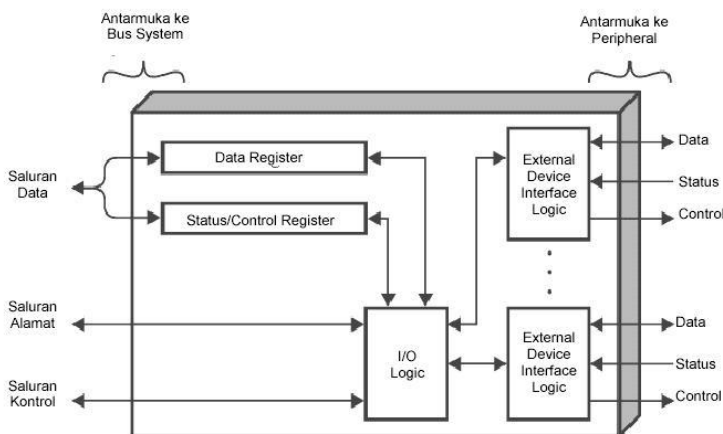 Antarmuka ke
Bus System
Antarmuka ke
Peripheral
Saluran
Data
Data Register
Status/Control Register
External
Device
Interface
Logic
Data
Status
Control
Saluran
Alamat
Saluran
Kontrol
I/O
Logic
External
Device
Interface
Logic
Data
Status
Control